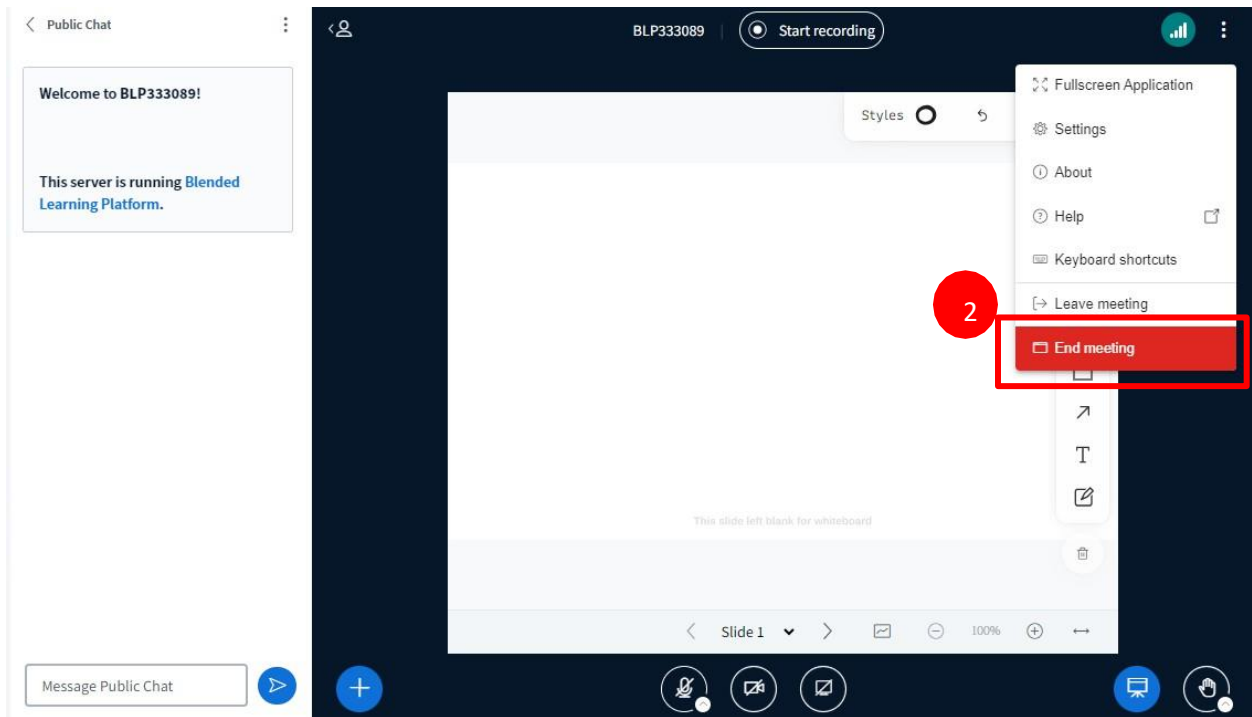 Public Chat
Welcome to BLP333089!
This server is running Blended
Learning Platform.
Message Public Chat
BLP333089
Start recording
Styles
Fullscreen Application
Settings
About
Help
Keyboard shortcuts
Leave meeting
2
End meeting
T
This slide left blank for whiteboard
Slide 1
100%